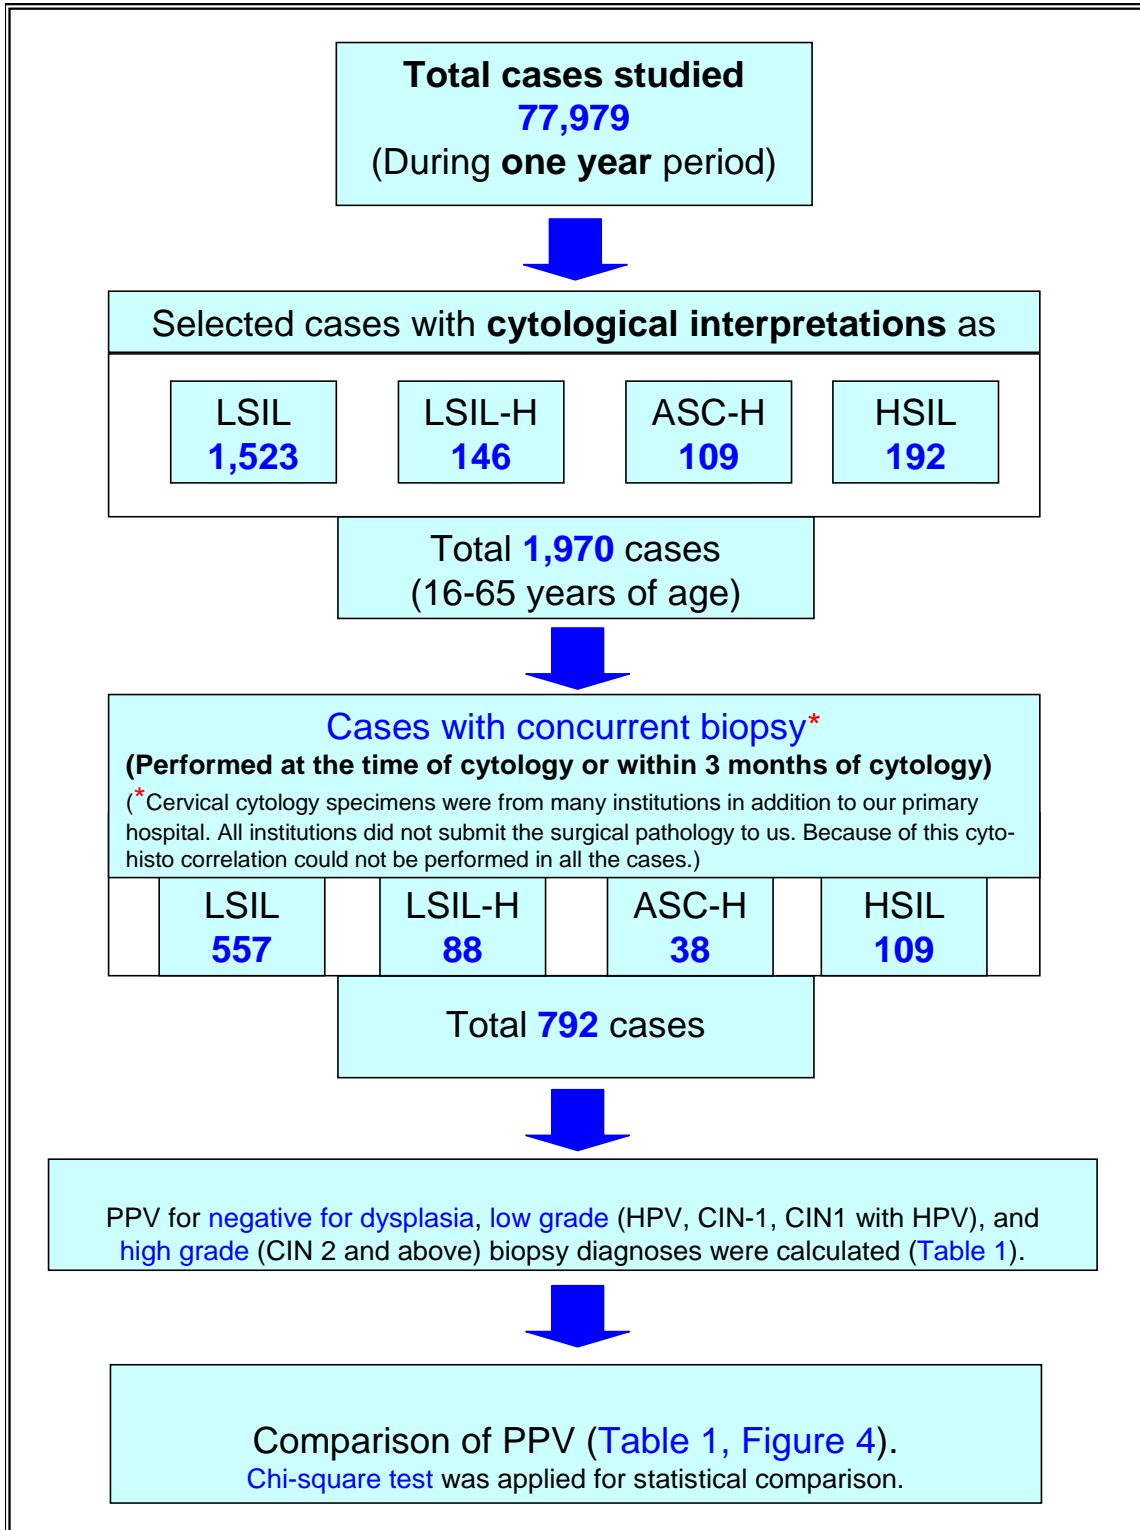 Total cases studied
77,979
(During one year period)
Selected cases with cytological interpretations as
LSIL
1,523
LSIL-H
146
ASC-H
109
HSIL
192
Total 1,970 cases
(16-65 years of age)
Cases with concurrent biopsy*
(Performed at the time of cytology or within 3 months of cytology)
(*Cervical cytology specimens were from many institutions in addition to our primary
hospital. All institutions did not submit the surgical pathology to us. Because of this cyto-
histo correlation could not be performed in all the cases.)
LSIL
557
LSIL-H
88
ASC-H
38
HSIL
109
Total 792 cases
PPV for negative for dysplasia, low grade (HPV, CIN-1, CIN1 with HPV), and
high grade (CIN 2 and above) biopsy diagnoses were calculated (Table 1).
Comparison of PPV (Table 1, Figure 4).
Chi-square test was applied for statistical comparison.